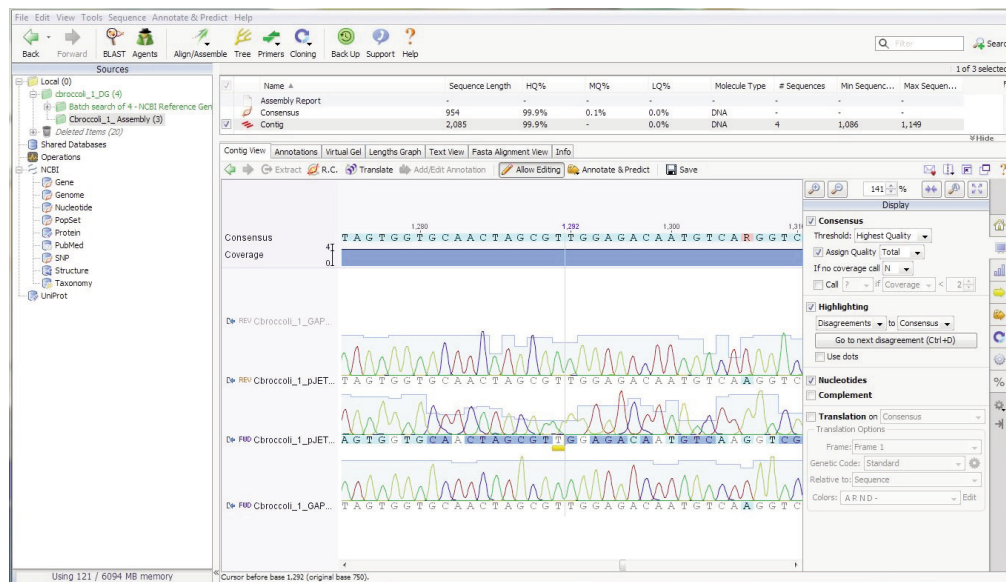 File Edit View Tools Sequence Annotate & Predict Help
Back Forward BLAST Agents Align/Assemble Tree Primers Cloning Back Up Support Help
Filter
Sources
1 of 3 selected
Local (0)
cbroccoli_1_DG (4)
Batch search of 4 - NCBI Reference Gen
Cbroccoli_1_ Assembly (3)
Deleted Items (20)
Shared Databases
Operations
NCBI
Gene
Genome
Nucleotide
PopSet
Protein
PubMed
SNP
Structure
Taxonomy
UniProt
Name Sequence Length HQ% MQ% LQ% Molecule Type # Sequences Min Sequenc... Max Sequen...
Assembly Report - - - - - - - -
Consensus 954 99.9% 0.1% 0.0% DNA - - -
Contig 2,085 99.9% - 0.0% DNA 4 1,086 1,149
Hide
Contig View Annotations Virtual Gel Lengths Graph Text View Fasta Alignment View Info
Extract R.C. Translate Add/Edit Annotation Allow Editing Annotate & Predict Save
141 %
Display
1,280 1,292 1,300
Consensus TAGTGGTGCAACTAGCGTTGGAGACAATGTCARGGTC
Coverage
4
0
REV Cbroccoli_1_GAP...
REV Cbroccoli_1_pJET... TAGTGGTGCAACTAGCGTTGGAGACAATGTCAAGGTC
FWD Cbroccoli_1_pJET...
FWD Cbroccoli_1_GAP... TAGTGGTGCAACTAGCGTTGGAGACAATGTCAAGGTC
Consensus
Threshold: Highest Quality
Assign Quality Total
If no coverage call N
Call ? if Coverage < 2
Highlighting
Disagreements to Consensus
Go to next disagreement (Ctrl+D)
Use dots
Nucleotides
Complement
Translation on Consensus
Translation Options
Frame: Frame 1
Genetic Code: Standard
Relative to: Sequence
Colors: A R N D - Edit
Using 121 / 6094 MB memory
Cursor before base 1,292 (original base 750).